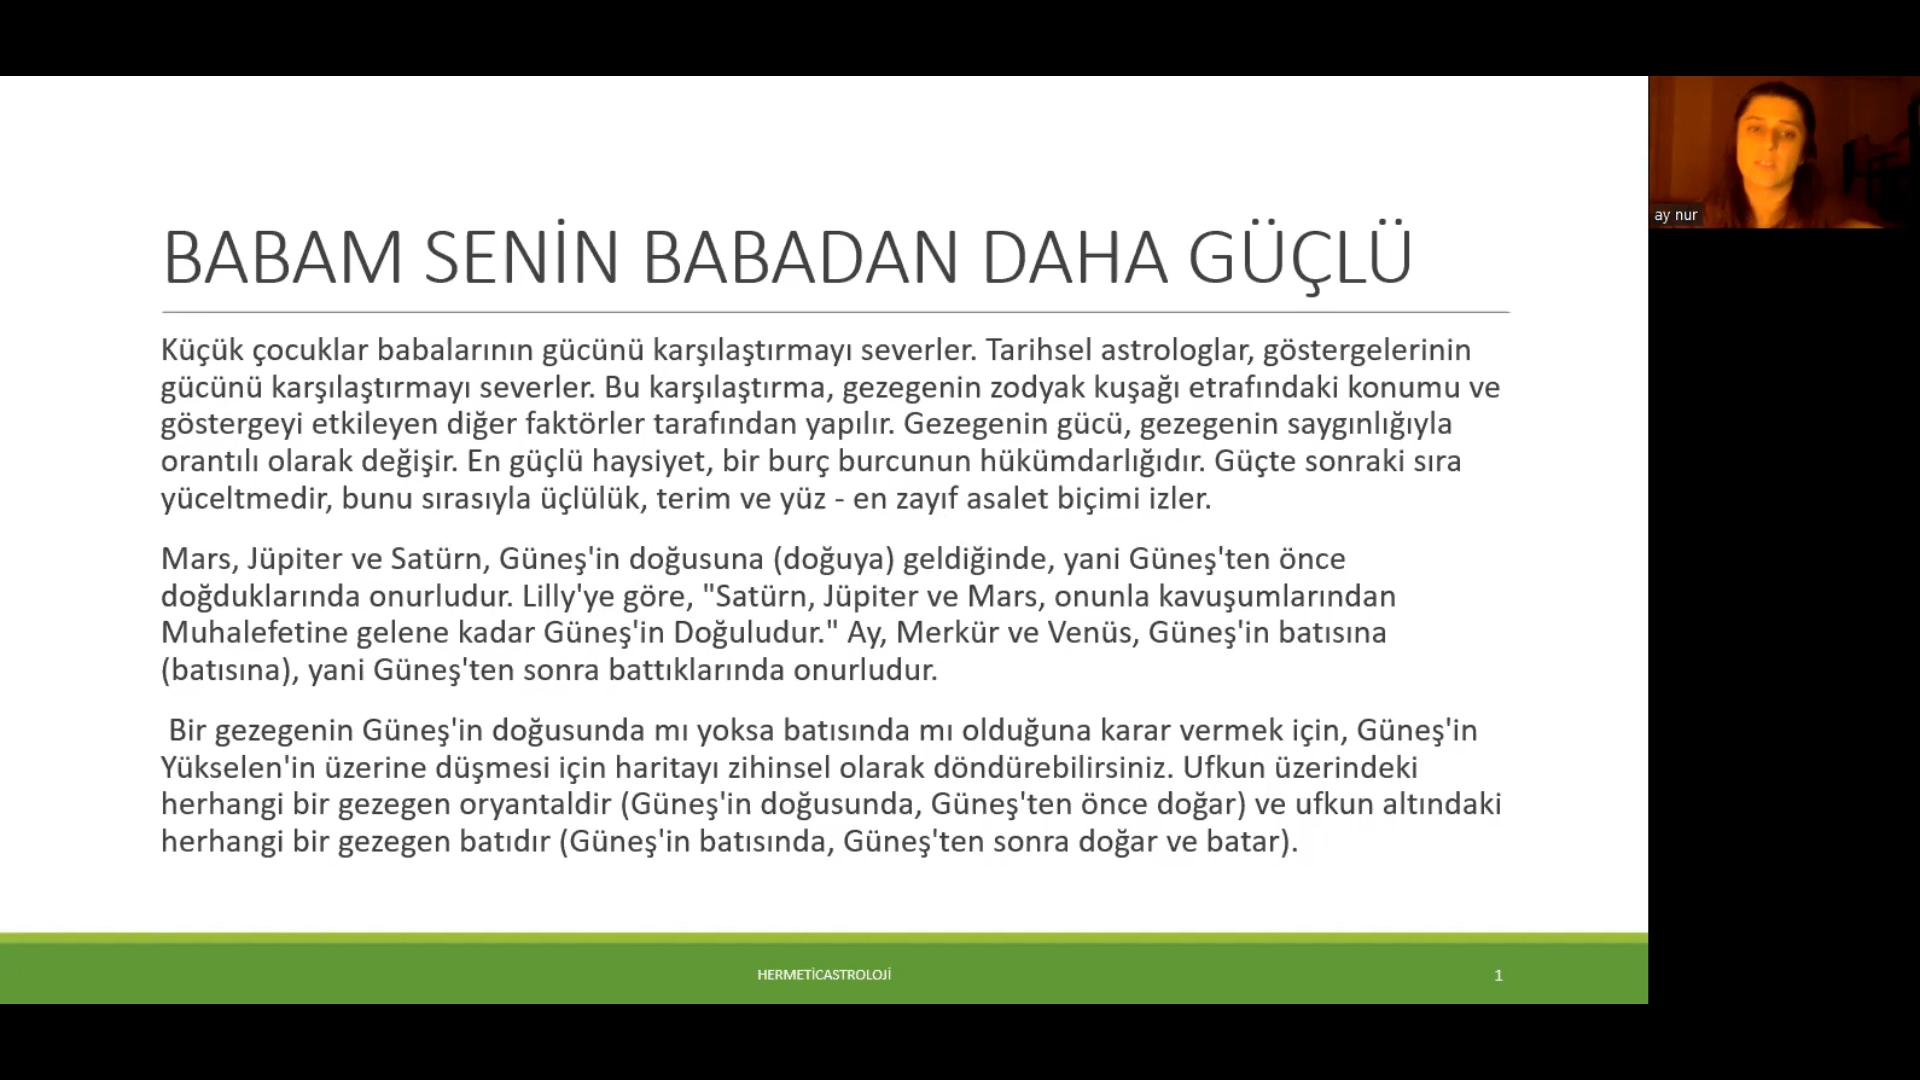 BABAM SENİN BABADAN DAHA GÜÇLÜ
Küçük çocuklar babalarının gücünü karşılaştırmayı severler. Tarihsel astrologlar, göstergelerinin
gücünü karşılaştırmayı severler. Bu karşılaştırma, gezegenin zodyak kuşağı etrafındaki konumu ve
göstergeyi etkileyen diğer faktörler tarafından yapılır. Gezegenin gücü, gezegenin saygınlığıyla
orantılı olarak değişir. En güçlü haysiyet, bir burç burcunun hükümdarlığıdır. Güçte sonraki sıra
yüceltmedir, bunu sırasıyla üçlülük, terim ve yüz - en zayıf asalet biçimi izler.
Mars, Jüpiter ve Satürn, Güneş'in doğusuna (doğuya) geldiğinde, yani Güneş'ten önce
doğduklarında onurludur. Lilly'ye göre, "Satürn, Jüpiter ve Mars, onunla kavuşumlarından
Muhalefetine gelene kadar Güneş'in Doğuludur." Ay, Merkür ve Venüs, Güneş'in batısına
(batısına), yani Güneş'ten sonra battıklarında onurludur.
Bir gezegenin Güneş'in doğusunda mı yoksa batısında mı olduğuna karar vermek için, Güneş'in
Yükselen'in üzerine düşmesi için haritayı zihinsel olarak döndürebilirsiniz. Ufkun üzerindeki
herhangi bir gezegen oryantaldir (Güneş'in doğusunda, Güneş'ten önce doğar) ve ufkun altındaki
herhangi bir gezegen batıdır (Güneş'in batısında, Güneş'ten sonra doğar ve batar).
HERMETİCASTROLOJİ
1
ay nur